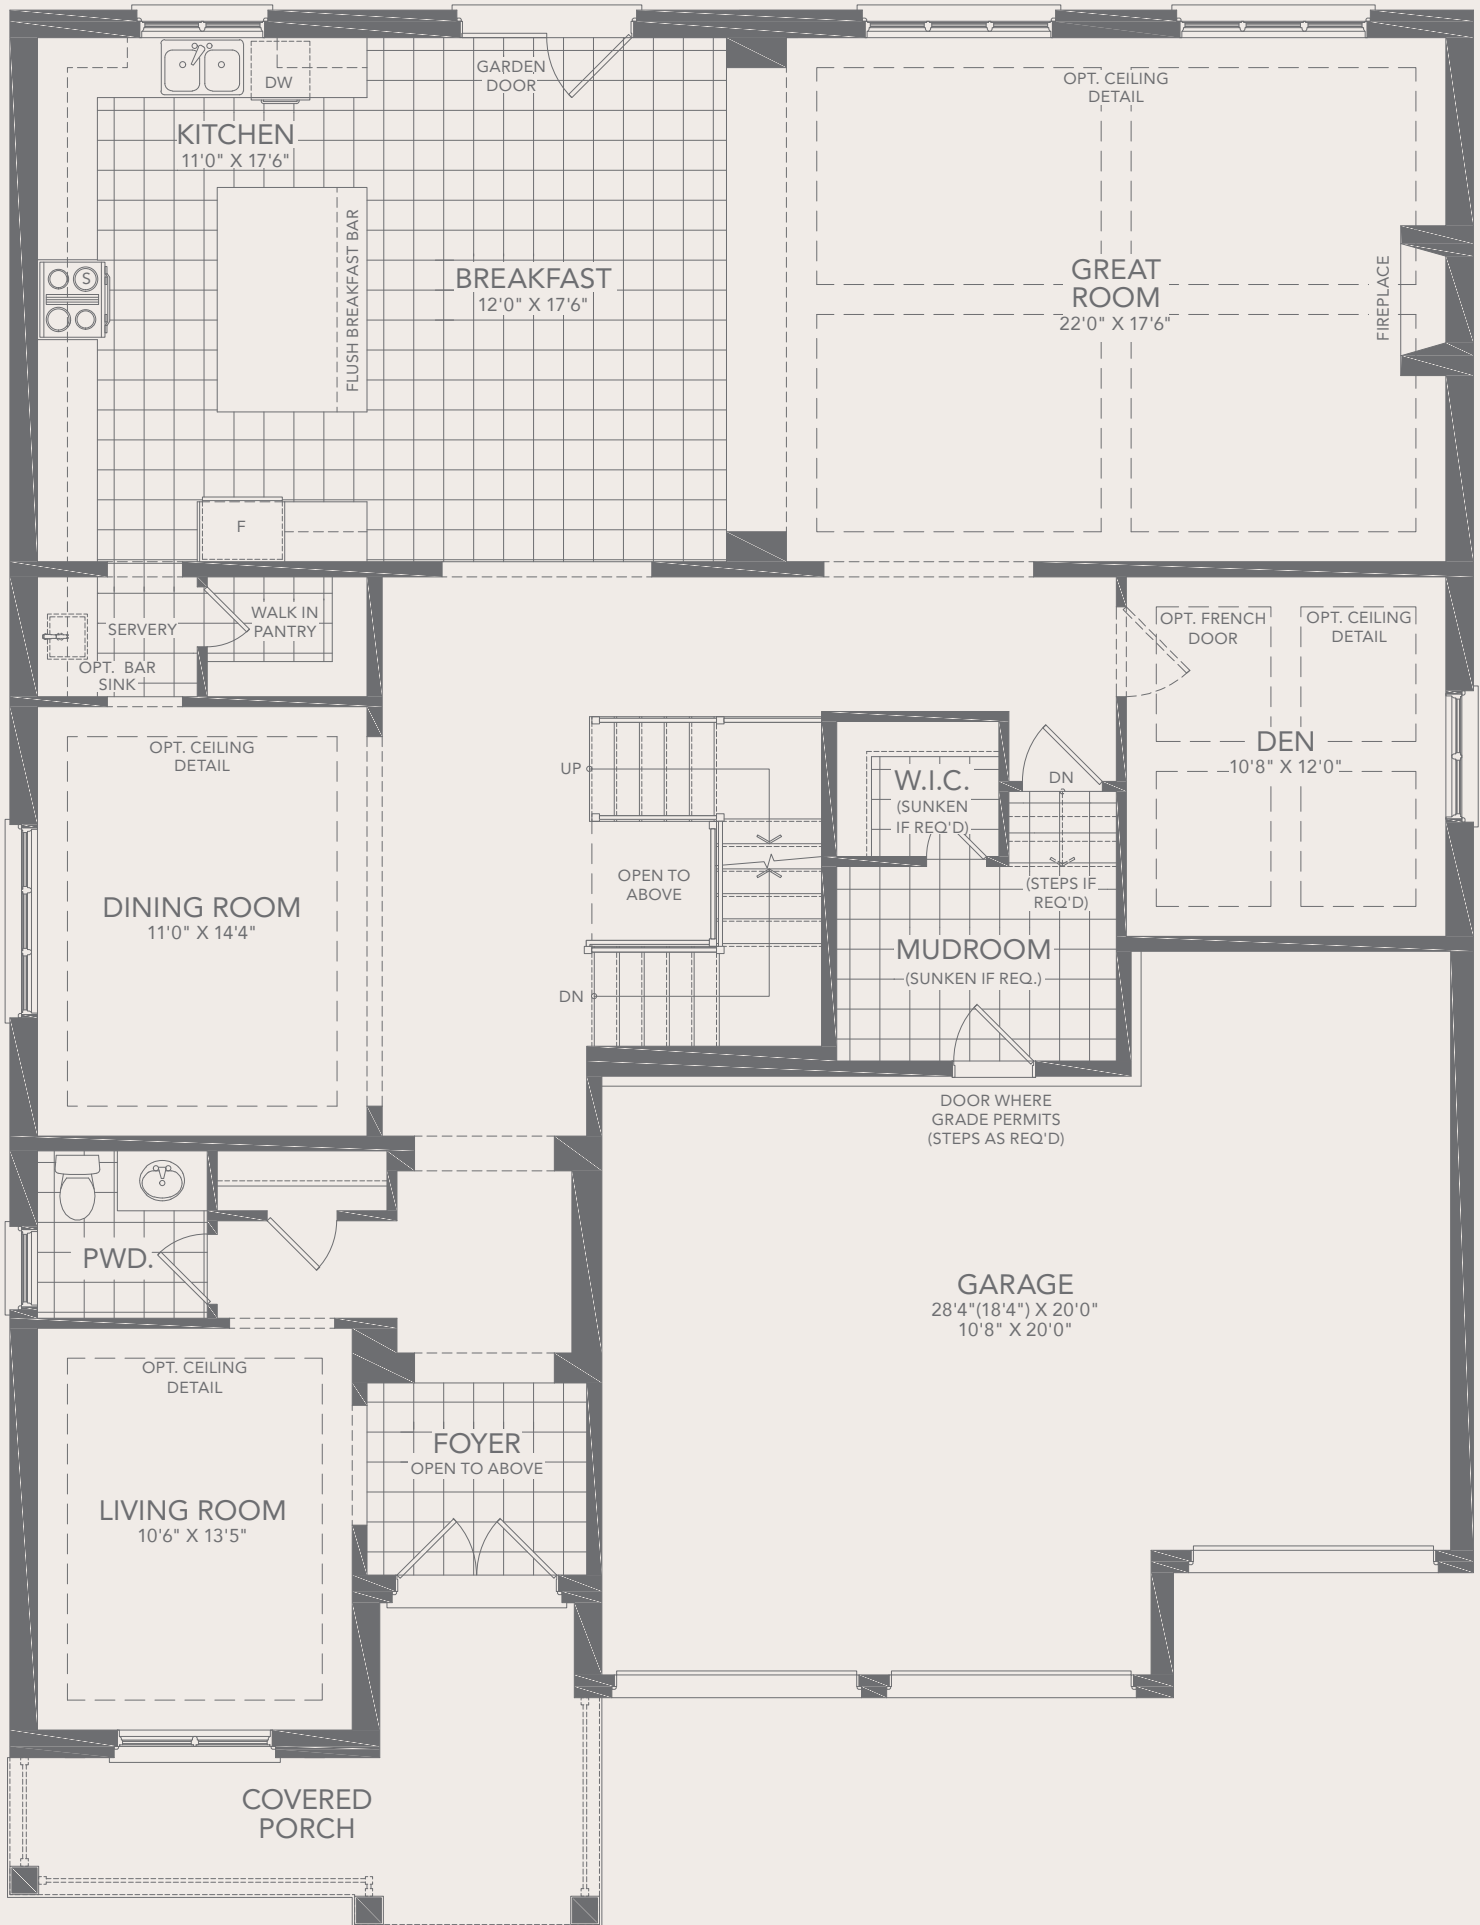 GARDEN
DOOR
DW
KITCHEN
11'0" X 17'6"
OPT. CEILING
DETAIL
S
FLUSH BREAKFAST BAR
BREAKFAST
12'0" X 17'6"
GREAT
ROOM
22'0" X 17'6"
FIREPLACE
F
SERVERY
OPT. BAR
SINK
WALK IN
PANTRY
OPT. FRENCH
DOOR
OPT. CEILING
DETAIL
DEN
10'8" X 12'0"
OPT. CEILING
DETAIL
DINING ROOM
11'0" X 14'4"
UP
OPEN TO
ABOVE
DN
W.I.C.
(SUNKEN
IF REQ'D)
DN
(STEPS IF
REQ'D)
MUDROOM
(SUNKEN IF REQ.)
DOOR WHERE
GRADE PERMITS
(STEPS AS REQ'D)
PWD.
GARAGE
28'4"(18'4") X 20'0"
10'8" X 20'0"
OPT. CEILING
DETAIL
FOYER
OPEN TO ABOVE
LIVING ROOM
10'6" X 13'5"
COVERED
PORCH